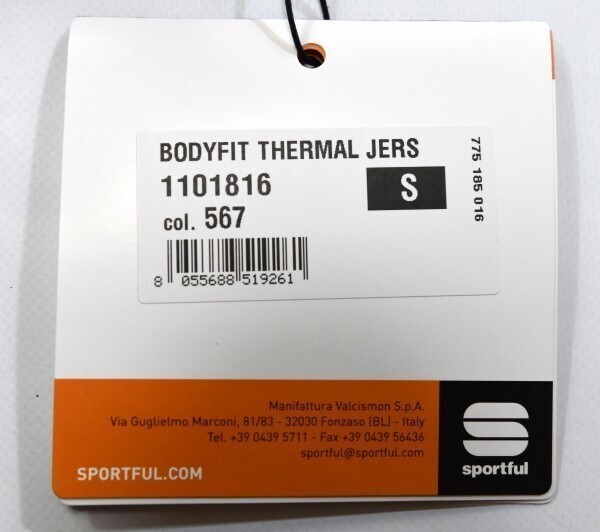 BODYFIT THERMAL JERS
1101816
S
col. 567
775 185 016
8 055688 519261
Manifattura Valcismon S.p.A.
Via Guglielmo Marconi, 81/83 - 32030 Fonzaso (BL) - Italy
Tel. +39 0439 5711 - Fax +39 0439 56436
sportful@sportful.com
SPORTFUL.COM
sportful